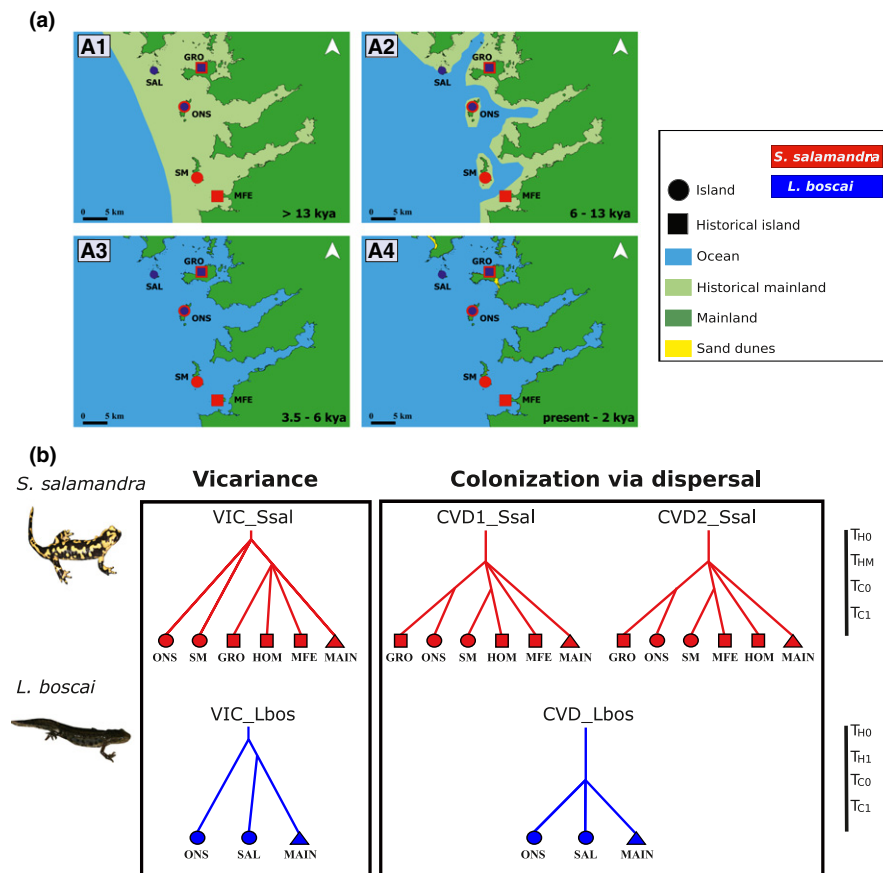 (a)
A1
GRO
SAL
ONS
SM
MFE
0 5 km
> 13 kya
A2
GRO
SAL
ONS
SM
MFE
0 5 km
6 - 13 kya
A3
GRO
SAL
ONS
SM
MFE
0 5 km
3.5 - 6 kya
A4
GRO
SAL
ONS
SM
MFE
0 5 km
present - 2 kya
S. salamandra
L. boscai
Island
Historical island
Ocean
Historical mainland
Mainland
Sand dunes
(b)
S. salamandra
Vicariance
Colonization via dispersal
VIC_Ssal
CVD1_Ssal
CVD2_Ssal
ONS SM GRO HOM MFE MAIN
GRO ONS SM HOM MFE MAIN
GRO ONS SM MFE HOM MAIN
TH0
THM
TC0
TC1
L. boscai
VIC_Lbos
CVD_Lbos
ONS SAL MAIN
ONS SAL MAIN
TH0
TH1
TC0
TC1